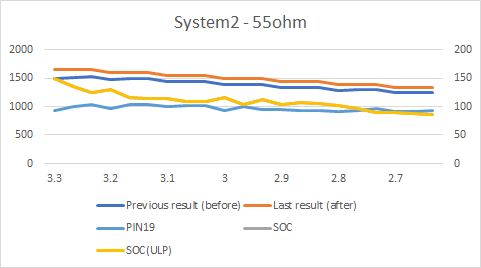 System2 - 55ohm
2000 200
1500 150
1000 100
500 50
0 0
3.3 3.2 3.1 3 2.9 2.8 2.7
Previous result (before) Last result (after)
PIN19 SOC
SOC(ULP)